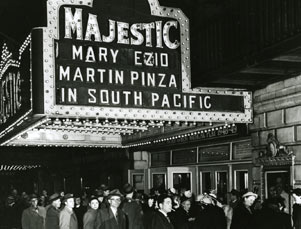 MAJESTIC
MARY EZIO
MARTIN PINZA
IN SOUTH PACIFIC